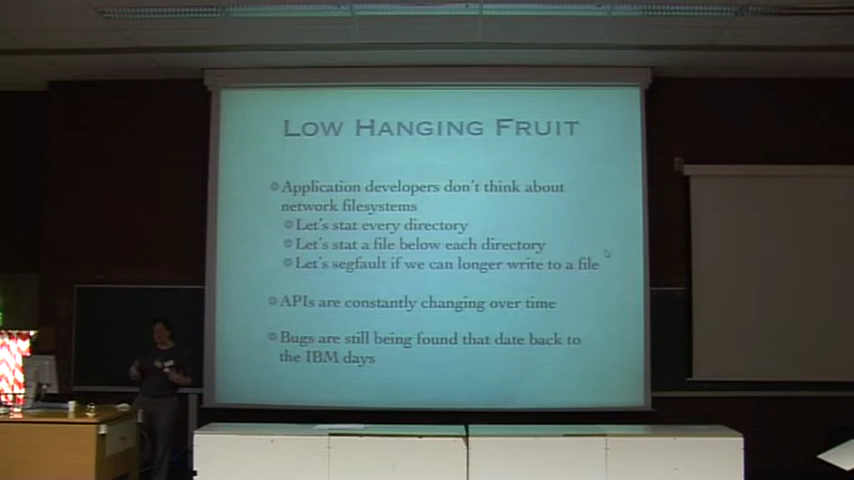 Low Hanging Fruit
Application developers don't think about
network filesystems
Let's stat every directory
Let's stat a file below each directory
Let's segfault if we can longer write to a file
APIs are constantly changing over time
Bugs are still being found that date back to
the IBM days